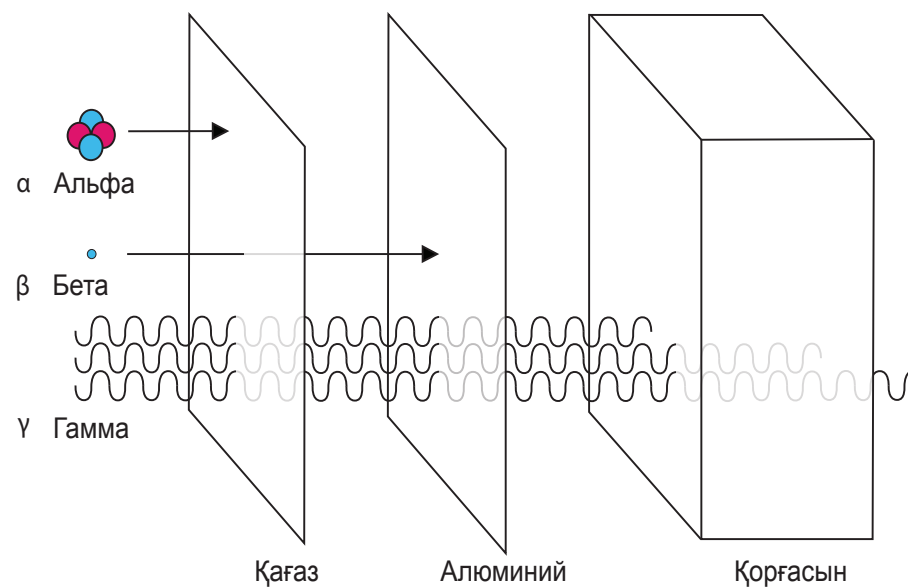 α Альфа
β Бета
γ Гамма
Қағаз
Алюминий
Қорғасын